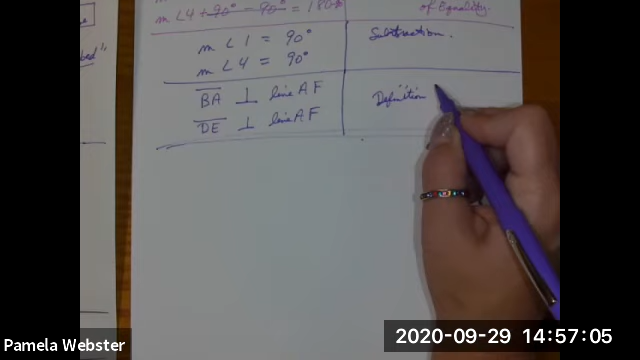 m∠4 + 90° - 90° = 180°
of Equality.
m∠1 = 90°
Subtraction.
m∠4 = 90°
BA ⊥ line AF
Definition
DE ⊥ line AF
Pamela Webster
2020-09-29 14:57:05